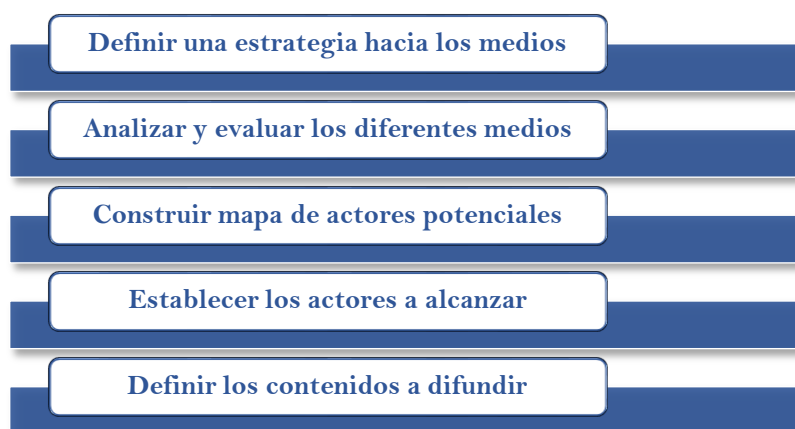 Definir una estrategia hacia los medios
Analizar y evaluar los diferentes medios
Construir mapa de actores potenciales
Establecer los actores a alcanzar
Definir los contenidos a difundir